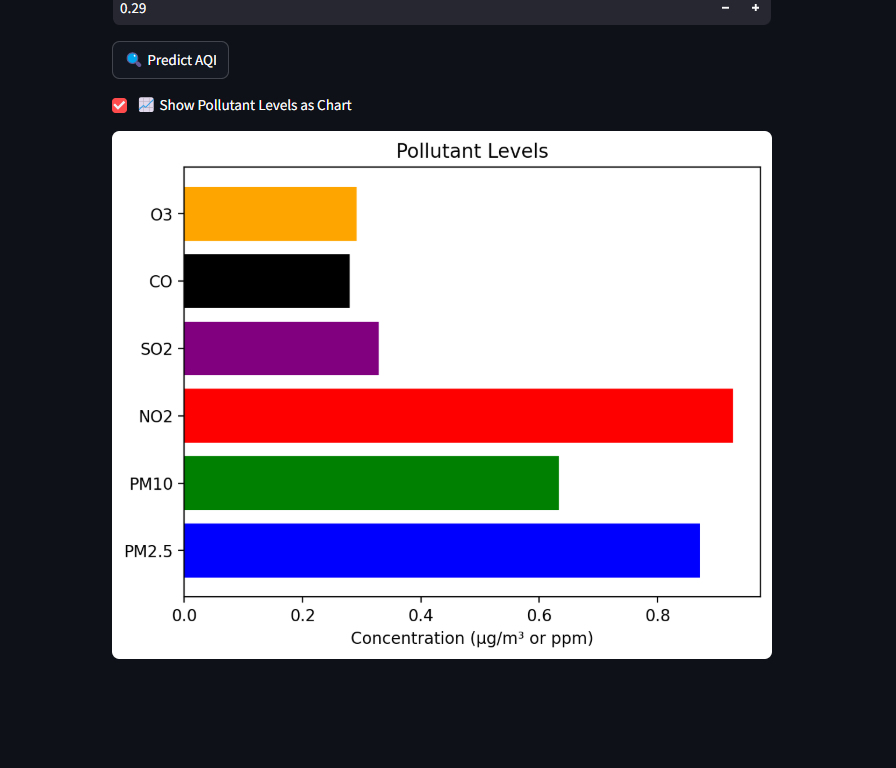 0.29
Predict AQI
Show Pollutant Levels as Chart
Pollutant Levels
O3
CO
SO2
NO2
PM10
PM2.5
0.0 0.2 0.4 0.6 0.8
Concentration (µg/m³ or ppm)